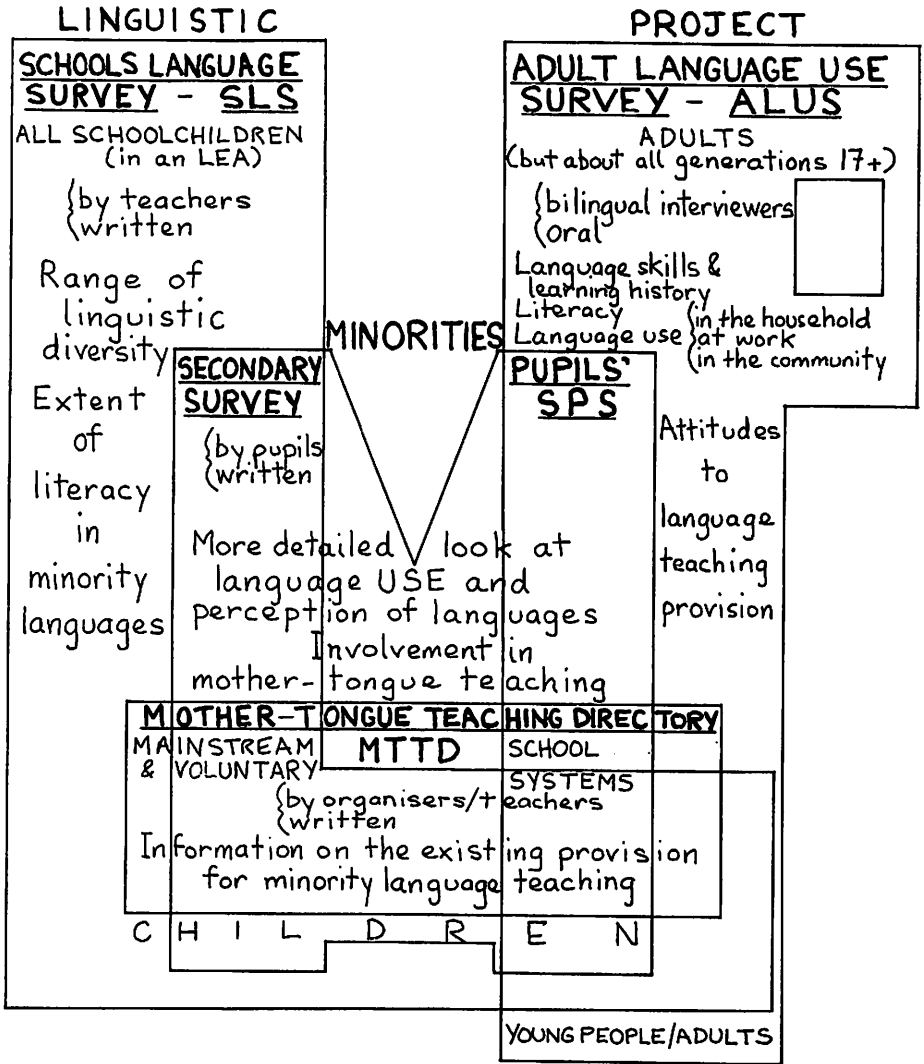 LINGUISTIC
MINORITIES
PROJECT
SCHOOLS LANGUAGE
SURVEY - SLS
ALL SCHOOLCHILDREN
(in an LEA)
by teachers
written
Range of
linguistic
diversity
Extent
of
literacy
in
minority
languages
ADULT LANGUAGE USE
SURVEY - ALUS
ADULTS
(but about all generations 17+)
bilingual interviewers
oral
Language skills &
learning history
Literacy
Language use
in the household
at work
in the community
Attitudes
to
language
teaching
provision
SECONDARY PUPILS'
SURVEY SPS
by pupils
written
More detailed look at
language USE and
perception of languages
Involvement in
mother-tongue teaching
MOTHER-TONGUE TEACHING DIRECTORY
MTTD
MAINSTREAM SCHOOL
& VOLUNTARY SYSTEMS
by organisers/teachers
written
Information on the existing provision
for minority language teaching
CHILDREN
YOUNG PEOPLE/ADULTS